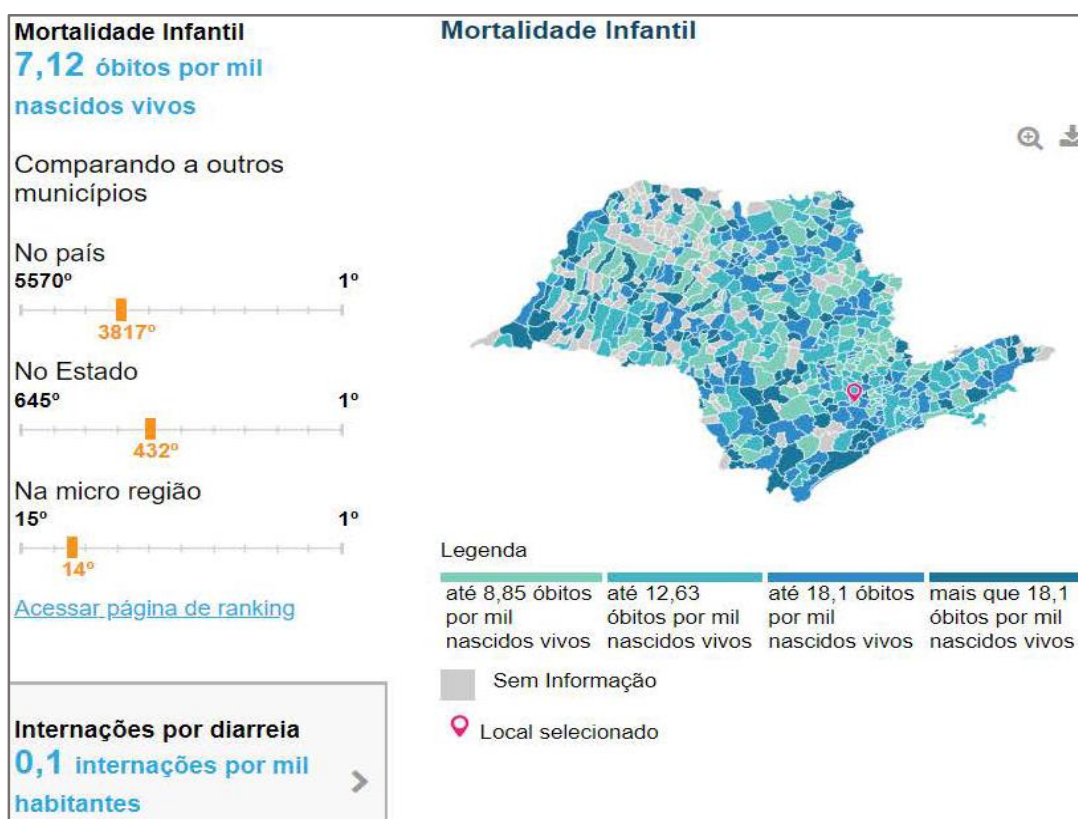 Mortalidade Infantil
7,12 óbitos por mil
nascidos vivos
Comparando a outros
municípios
No país
5570º 1º
3817º
No Estado
645º 1º
432º
Na micro região
15º 1º
14º
Acessar página de ranking
Internações por diarreia
0,1 internações por mil
habitantes
Mortalidade Infantil
Legenda
até 8,85 óbitos
por mil
nascidos vivos
até 12,63
óbitos por mil
nascidos vivos
até 18,1 óbitos
por mil
nascidos vivos
mais que 18,1
óbitos por mil
nascidos vivos
Sem Informação
Local selecionado